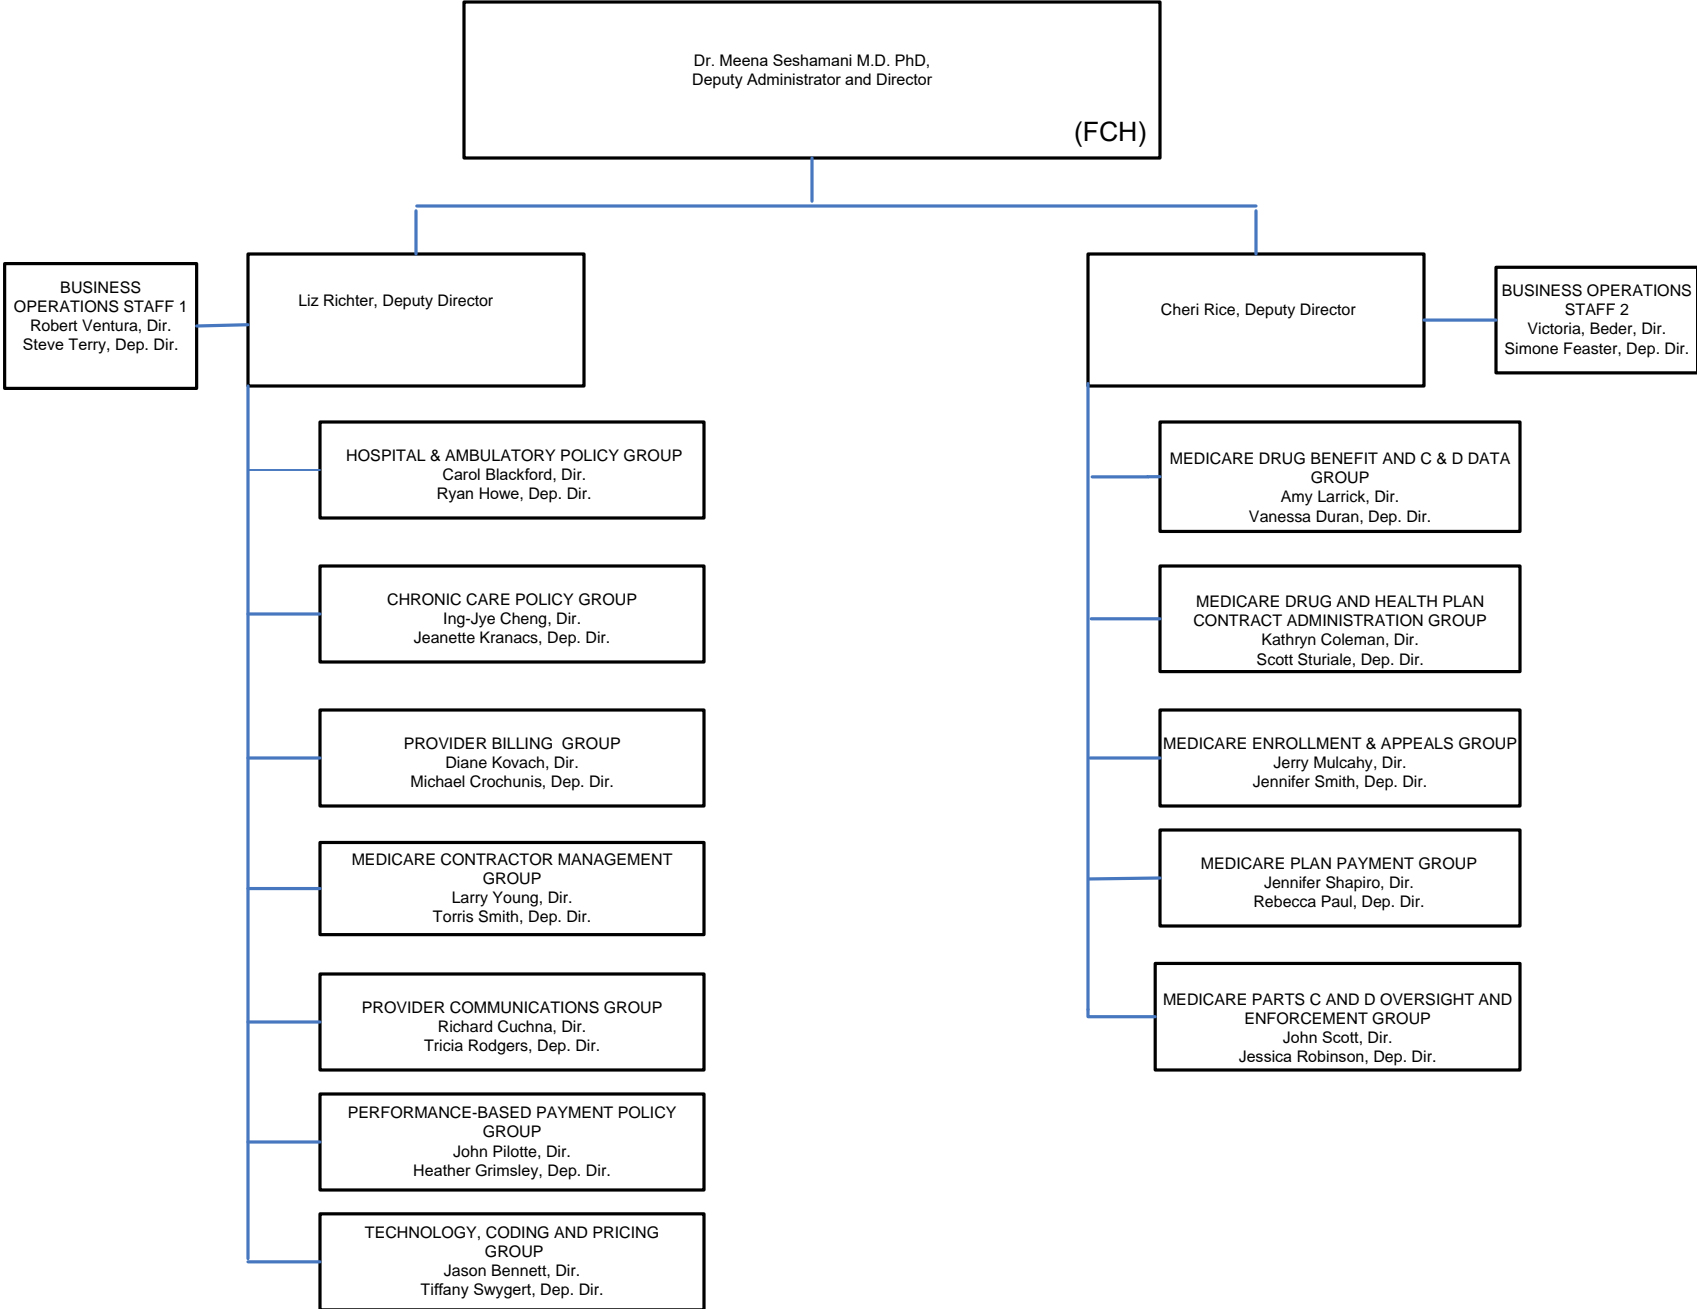 Dr. Meena Seshamani M.D. PhD,
Deputy Administrator and Director
(FCH)
BUSINESS
OPERATIONS STAFF 1
Robert Ventura, Dir.
Steve Terry, Dep. Dir.
Liz Richter, Deputy Director
Cheri Rice, Deputy Director
BUSINESS OPERATIONS
STAFF 2
Victoria, Beder, Dir.
Simone Feaster, Dep. Dir.
HOSPITAL & AMBULATORY POLICY GROUP
Carol Blackford, Dir.
Ryan Howe, Dep. Dir.
CHRONIC CARE POLICY GROUP
Ing-Jye Cheng, Dir.
Jeanette Kranacs, Dep. Dir.
PROVIDER BILLING  GROUP
Diane Kovach, Dir.
Michael Crochunis, Dep. Dir.
MEDICARE CONTRACTOR MANAGEMENT
GROUP
Larry Young, Dir.
Torris Smith, Dep. Dir.
PROVIDER COMMUNICATIONS GROUP
Richard Cuchna, Dir.
Tricia Rodgers, Dep. Dir.
PERFORMANCE-BASED PAYMENT POLICY
GROUP
John Pilotte, Dir.
Heather Grimsley, Dep. Dir.
TECHNOLOGY, CODING AND PRICING
GROUP
Jason Bennett, Dir.
Tiffany Swygert, Dep. Dir.
MEDICARE DRUG BENEFIT AND C & D DATA
GROUP
Amy Larrick, Dir.
Vanessa Duran, Dep. Dir.
MEDICARE DRUG AND HEALTH PLAN
CONTRACT ADMINISTRATION GROUP
Kathryn Coleman, Dir.
Scott Sturiale, Dep. Dir.
MEDICARE ENROLLMENT & APPEALS GROUP
Jerry Mulcahy, Dir.
Jennifer Smith, Dep. Dir.
MEDICARE PLAN PAYMENT GROUP
Jennifer Shapiro, Dir.
Rebecca Paul, Dep. Dir.
MEDICARE PARTS C AND D OVERSIGHT AND
ENFORCEMENT GROUP
John Scott, Dir.
Jessica Robinson, Dep. Dir.